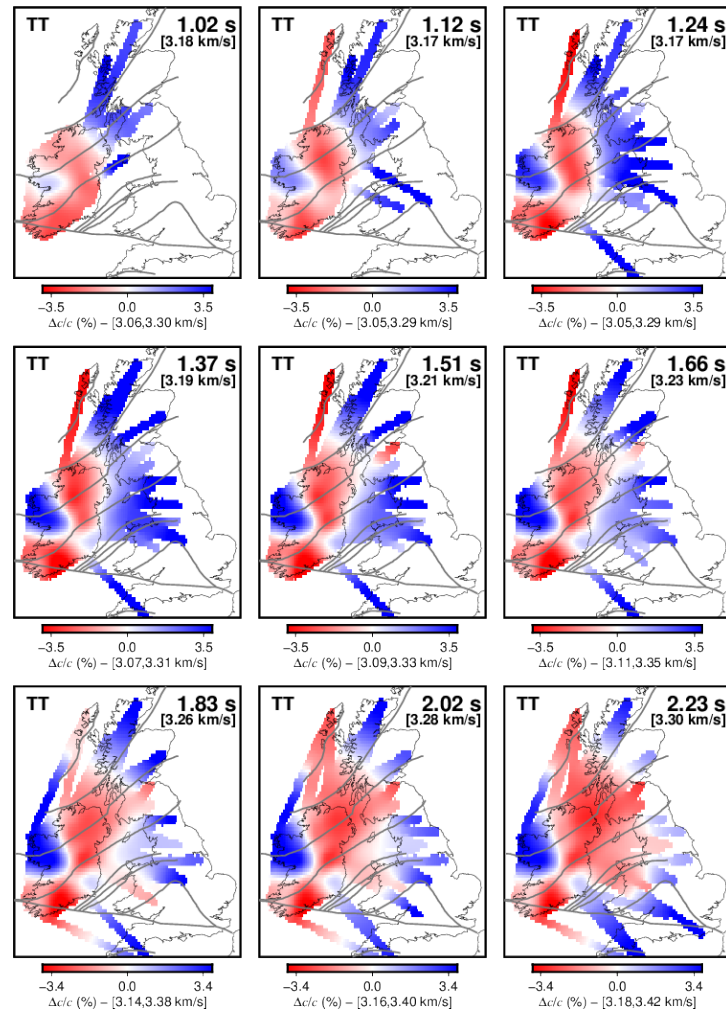 TT 1.02 s
[3.18 km/s]
TT 1.12 s
[3.17 km/s]
TT 1.24 s
[3.17 km/s]
−3.5 0.0 3.5
Δc/c (%) − [3.06,3.30 km/s]
−3.5 0.0 3.5
Δc/c (%) − [3.05,3.29 km/s]
−3.5 0.0 3.5
Δc/c (%) − [3.05,3.29 km/s]
TT 1.37 s
[3.19 km/s]
TT 1.51 s
[3.21 km/s]
TT 1.66 s
[3.23 km/s]
−3.5 0.0 3.5
Δc/c (%) − [3.07,3.31 km/s]
−3.5 0.0 3.5
Δc/c (%) − [3.09,3.33 km/s]
−3.5 0.0 3.5
Δc/c (%) − [3.11,3.35 km/s]
TT 1.83 s
[3.26 km/s]
TT 2.02 s
[3.28 km/s]
TT 2.23 s
[3.30 km/s]
−3.4 0.0 3.4
Δc/c (%) − [3.14,3.38 km/s]
−3.4 0.0 3.4
Δc/c (%) − [3.16,3.40 km/s]
−3.4 0.0 3.4
Δc/c (%) − [3.18,3.42 km/s]